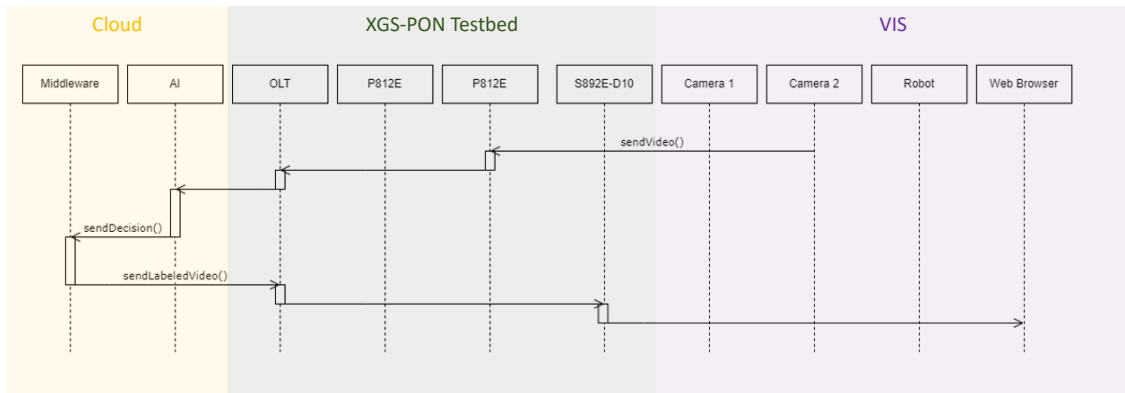 Cloud
XGS-PON Testbed
VIS
Middleware
AI
OLT
P812E
P812E
S892E-D10
Camera 1
Camera 2
Robot
Web Browser
sendVideo()
sendDecision()
sendLabeledVideo()